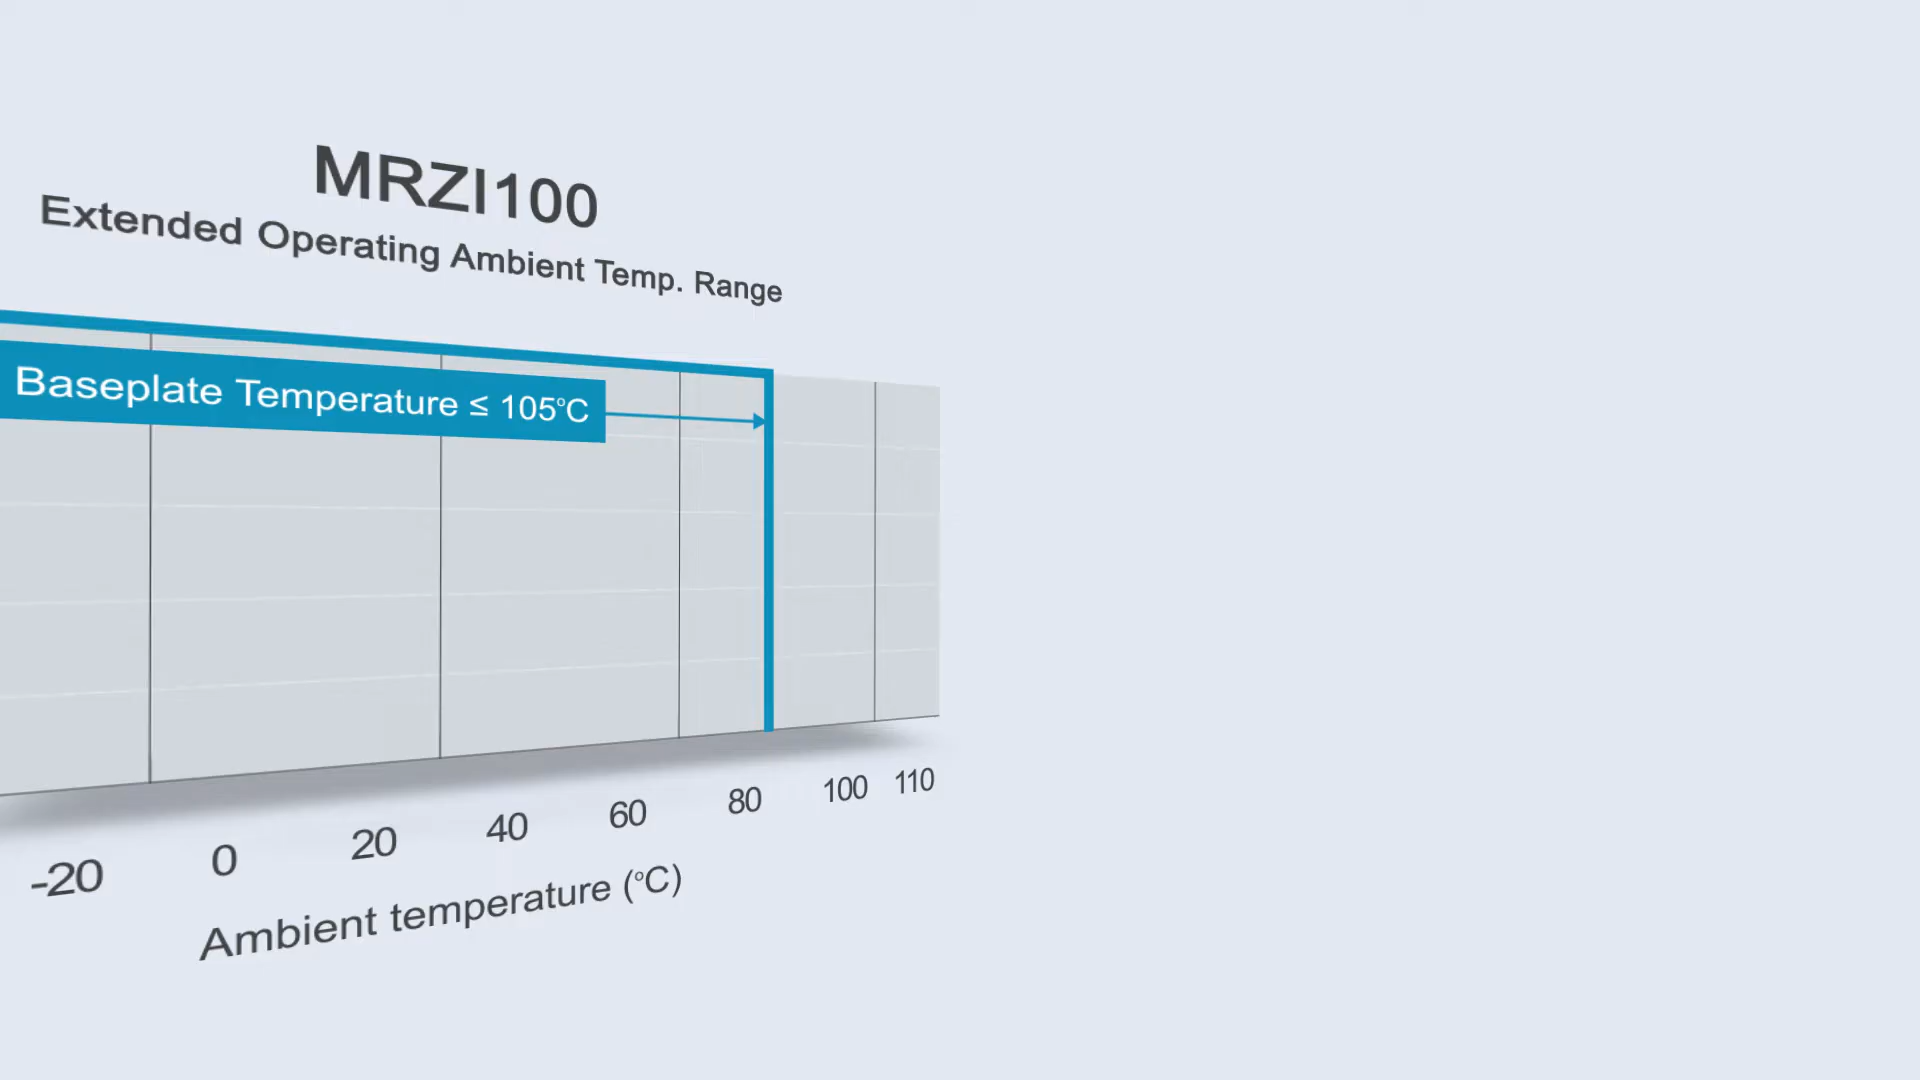 MRZI100
Extended Operating Ambient Temp. Range
Baseplate Temperature ≤ 105°C
-20 0 20 40 60 80 100 110
Ambient temperature (°C)